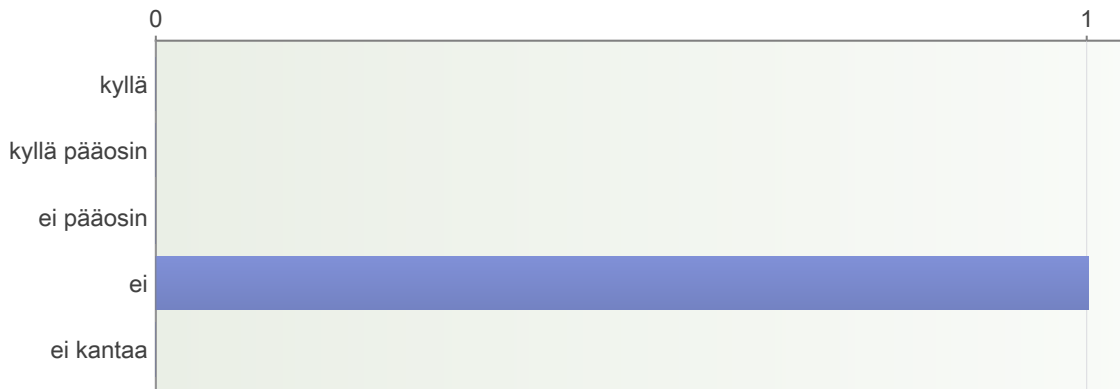 0 1
kyllä
kyllä pääosin
ei pääosin
ei
ei kantaa